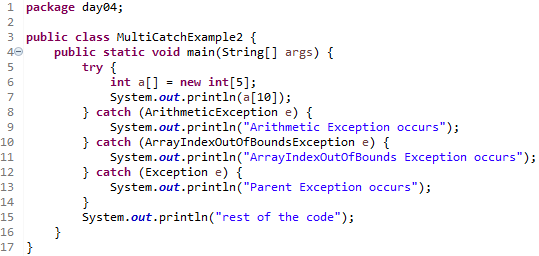 1 package day04;
2
3 public class MultiCatchExample2 {
4 public static void main(String[] args) {
5 try {
6 int a[] = new int[5];
7 System.out.println(a[10]);
8 } catch (ArithmeticException e) {
9 System.out.println("Arithmetic Exception occurs");
10 } catch (ArrayIndexOutOfBoundsException e) {
11 System.out.println("ArrayIndexOutOfBounds Exception occurs");
12 } catch (Exception e) {
13 System.out.println("Parent Exception occurs");
14 }
15 System.out.println("rest of the code");
16 }
17 }